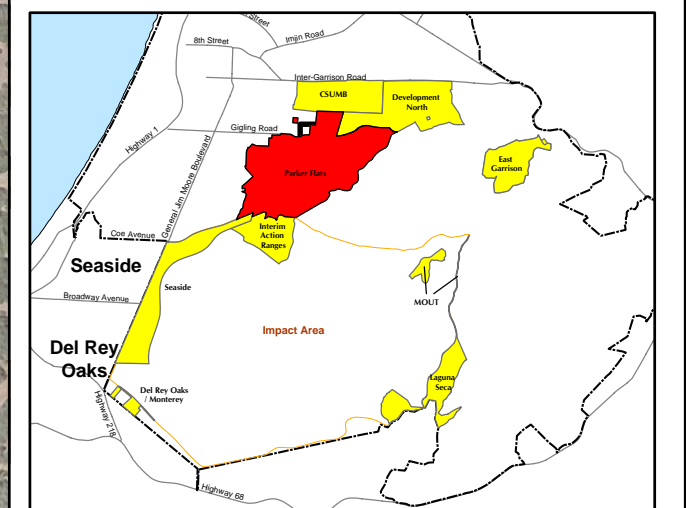 Street
Imjin Road
8th Street
Inter-Garrison Road
CSUMB
Development
North
Gigling Road
Highway 1
General Jim Moore Boulevard
East
Garrison
Parker Flats
Interim
Action
Ranges
Coe Avenue
Seaside
Seaside
MOUT
Broadway Avenue
Impact Area
Del Rey
Oaks
Laguna
Seca
Del Rey Oaks
/ Monterey
Highway 218
Highway 68